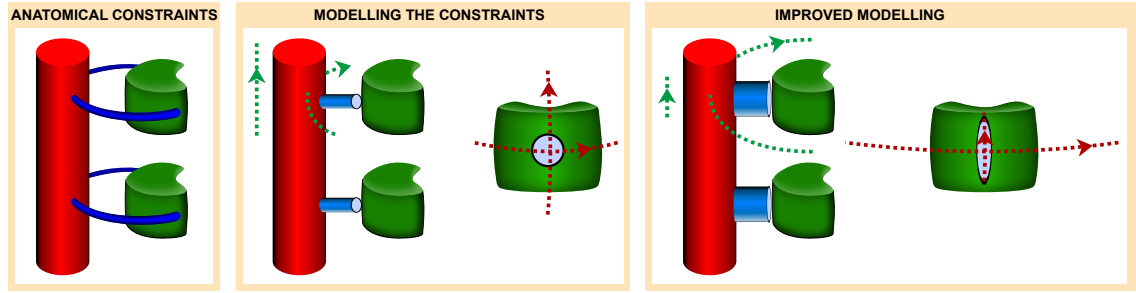 ANATOMICAL CONSTRAINTS
MODELLING THE CONSTRAINTS
IMPROVED MODELLING